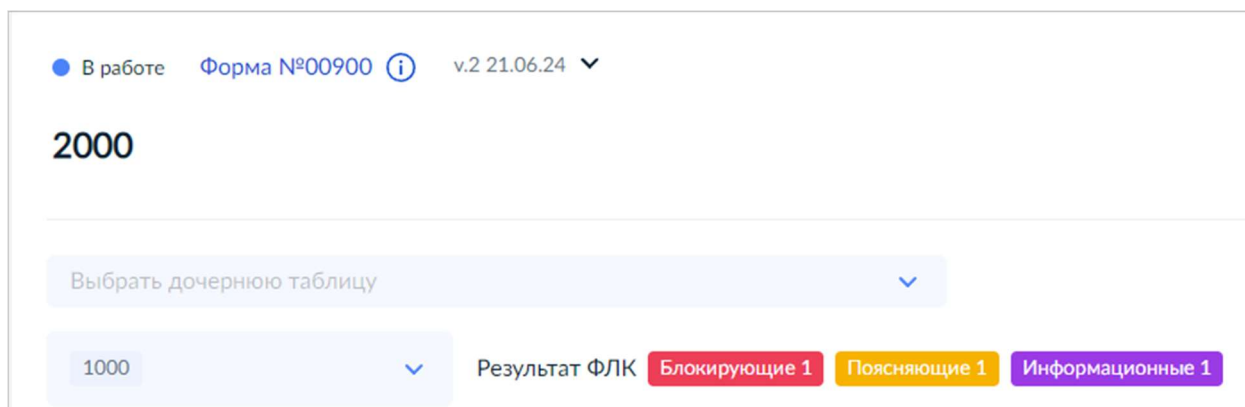 В работе Форма №00900 v.2 21.06.24
2000
Выбрать дочернюю таблицу
1000 Результат ФЛК Блокирующие 1 Поясняющие 1 Информационные 1